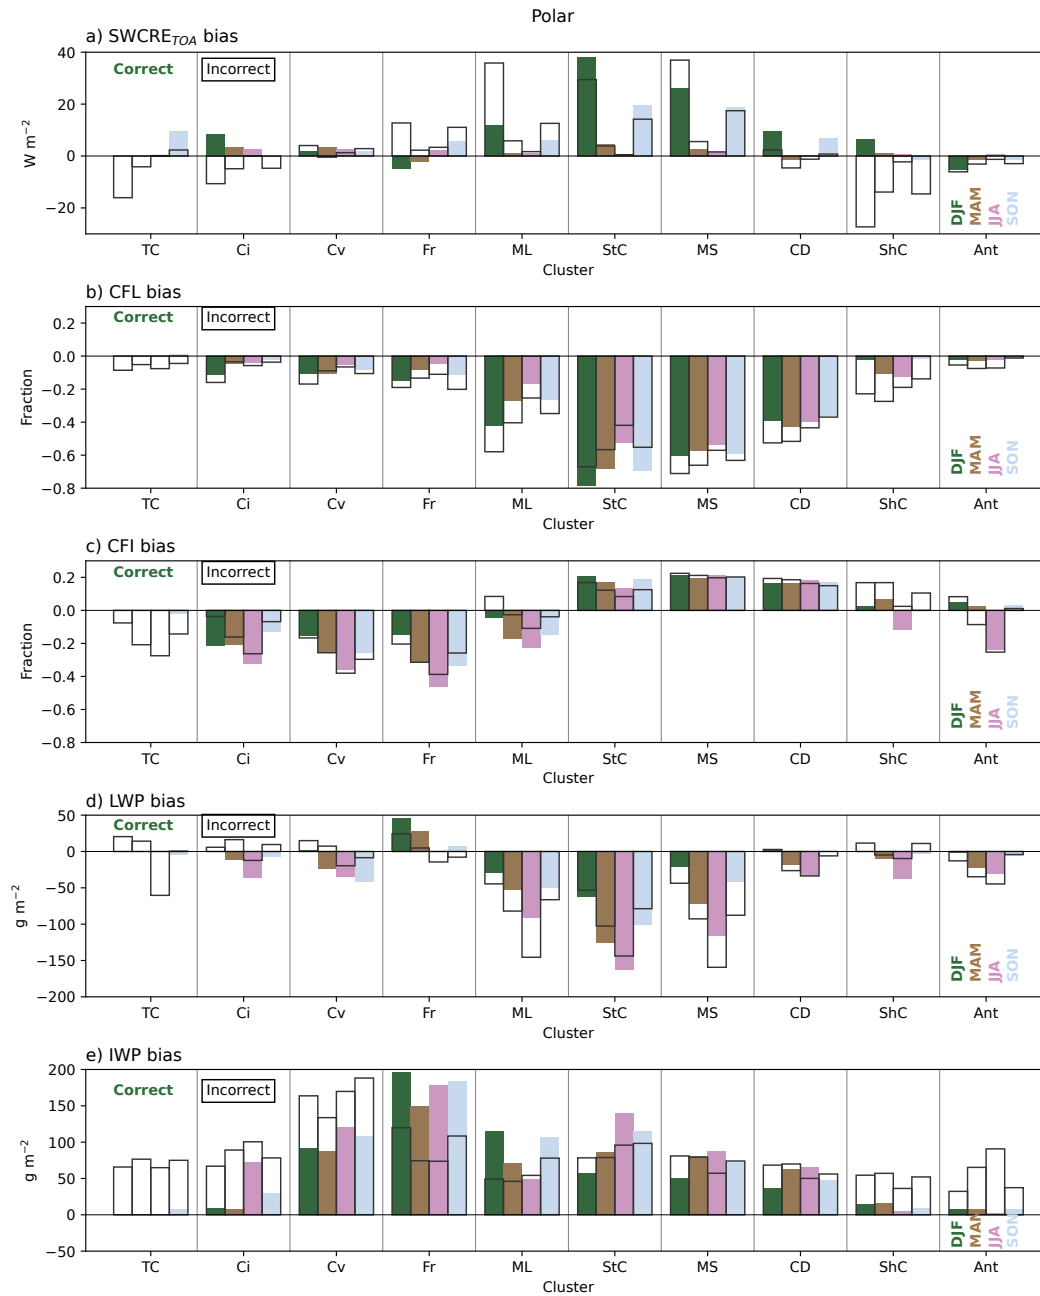 Polar
a) SWCRE_TOA bias
Correct Incorrect
40
20
0
−20
W m⁻²
DJF
MAM
JJA
SON
TC Ci Cv Fr ML StC MS CD ShC Ant
Cluster
b) CFL bias
Correct Incorrect
0.2
0.0
−0.2
−0.4
−0.6
−0.8
Fraction
DJF
MAM
JJA
SON
TC Ci Cv Fr ML StC MS CD ShC Ant
Cluster
c) CFI bias
Correct Incorrect
0.2
0.0
−0.2
−0.4
−0.6
−0.8
Fraction
DJF
MAM
JJA
SON
TC Ci Cv Fr ML StC MS CD ShC Ant
Cluster
d) LWP bias
Correct Incorrect
50
0
−50
−100
−150
−200
g m⁻²
DJF
MAM
JJA
SON
TC Ci Cv Fr ML StC MS CD ShC Ant
Cluster
e) IWP bias
Correct Incorrect
200
150
100
50
0
−50
g m⁻²
DJF
MAM
JJA
SON
TC Ci Cv Fr ML StC MS CD ShC Ant
Cluster